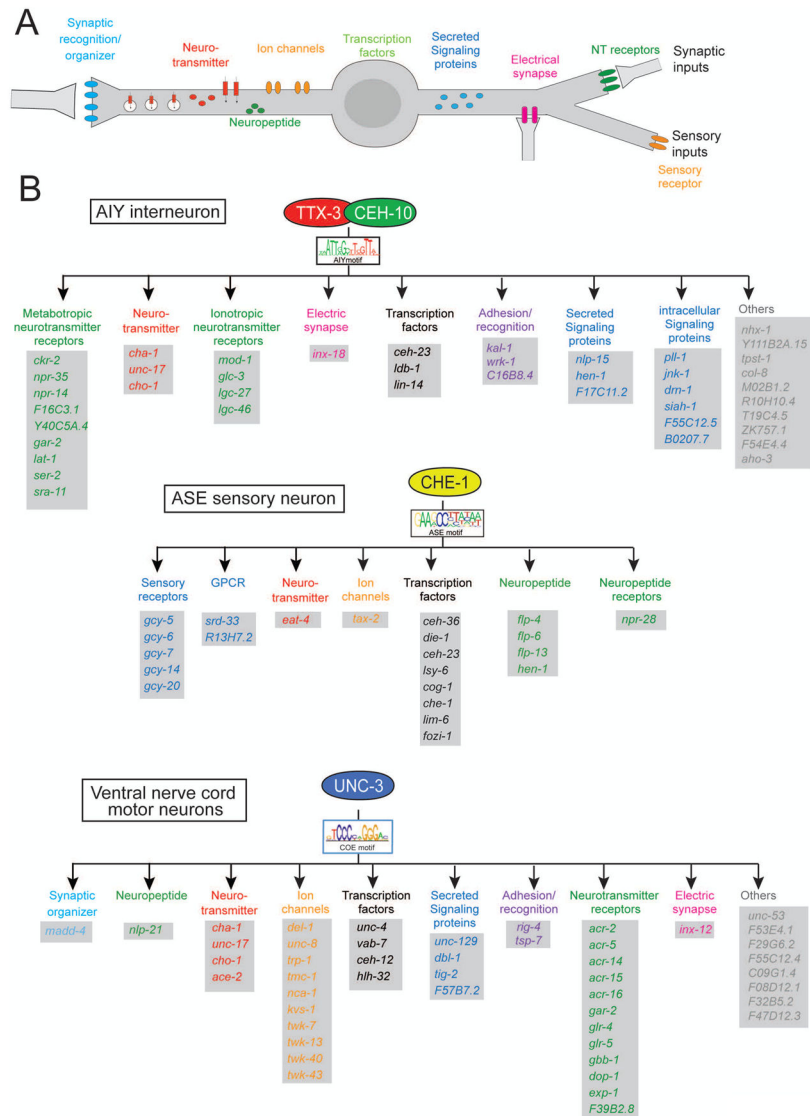 A
Synaptic
recognition/
organizer
Neuro-
transmitter
Ion channels
Transcription
factors
Secreted
Signaling
proteins
Electrical
synapse
NT receptors
Synaptic
inputs
Neuropeptide
Sensory
inputs
Sensory
receptor
B
AIY interneuron
TTX-3
CEH-10
AIYmotif
Metabotropic
neurotransmitter
receptors
ckr-2
npr-35
npr-14
F16C3.1
Y40C5A.4
gar-2
lat-1
ser-2
sra-11
Neuro-
transmitter
cha-1
unc-17
cho-1
Ionotropic
neurotransmitter
receptors
mod-1
glc-3
lgc-27
lgc-46
Electric
synapse
inx-18
Transcription
factors
ceh-23
ldb-1
lin-14
Adhesion/
recognition
kal-1
wrk-1
C16B8.4
Secreted
Signaling
proteins
nlp-15
hen-1
F17C11.2
intracellular
Signaling
proteins
pll-1
jnk-1
drn-1
siah-1
F55C12.5
B0207.7
Others
nhx-1
Y111B2A.15
tpst-1
col-8
M02B1.2
R10H10.4
T19C4.5
ZK757.1
F54E4.4
aho-3
ASE sensory neuron
CHE-1
ASE motif
Sensory
receptors
gcy-5
gcy-6
gcy-7
gcy-14
gcy-20
GPCR
srd-33
R13H7.2
Neuro-
transmitter
eat-4
Ion
channels
tax-2
Transcription
factors
ceh-36
die-1
ceh-23
lsy-6
cog-1
che-1
lim-6
fozi-1
Neuropeptide
flp-4
flp-6
flp-13
hen-1
Neuropeptide
receptors
npr-28
Ventral nerve cord
motor neurons
UNC-3
COE motif
Synaptic
organizer
madd-4
Neuropeptide
nlp-21
Neuro-
transmitter
cha-1
unc-17
cho-1
ace-2
Ion
channels
del-1
unc-8
trp-1
tmc-1
nca-1
kvs-1
twk-7
twk-13
twk-40
twk-43
Transcription
factors
unc-4
vab-7
ceh-12
hlh-32
Secreted
Signaling
proteins
unc-129
dbl-1
tig-2
F57B7.2
Adhesion/
recognition
rig-4
tsp-7
Neurotransmitter
receptors
acr-2
acr-5
acr-14
acr-15
acr-16
gar-2
glr-4
glr-5
gbb-1
dop-1
exp-1
F39B2.8
Electric
synapse
inx-12
Others
unc-53
F53E4.1
F29G6.2
F55C12.4
C09G1.4
F08D12.1
F32B5.2
F47D12.3